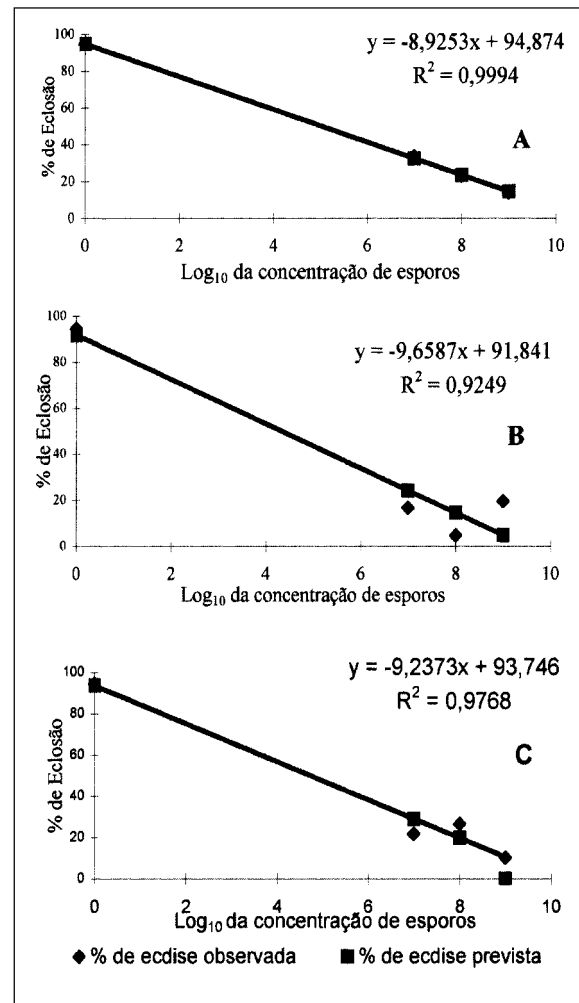 y = -8,9253x + 94,874
R² = 0,9994
A
% de Eclosão
100
80
60
40
20
0
0 2 4 6 8 10
Log₁₀ da concentração de esporos
y = -9,6587x + 91,841
R² = 0,9249
B
% de Eclosão
100
80
60
40
20
0
0 2 4 6 8 10
Log₁₀ da concentração de esporos
y = -9,2373x + 93,746
R² = 0,9768
C
% de Eclosão
100
80
60
40
20
0
0 2 4 6 8 10
Log₁₀ da concentração de esporos
% de ecdise observada % de ecdise prevista